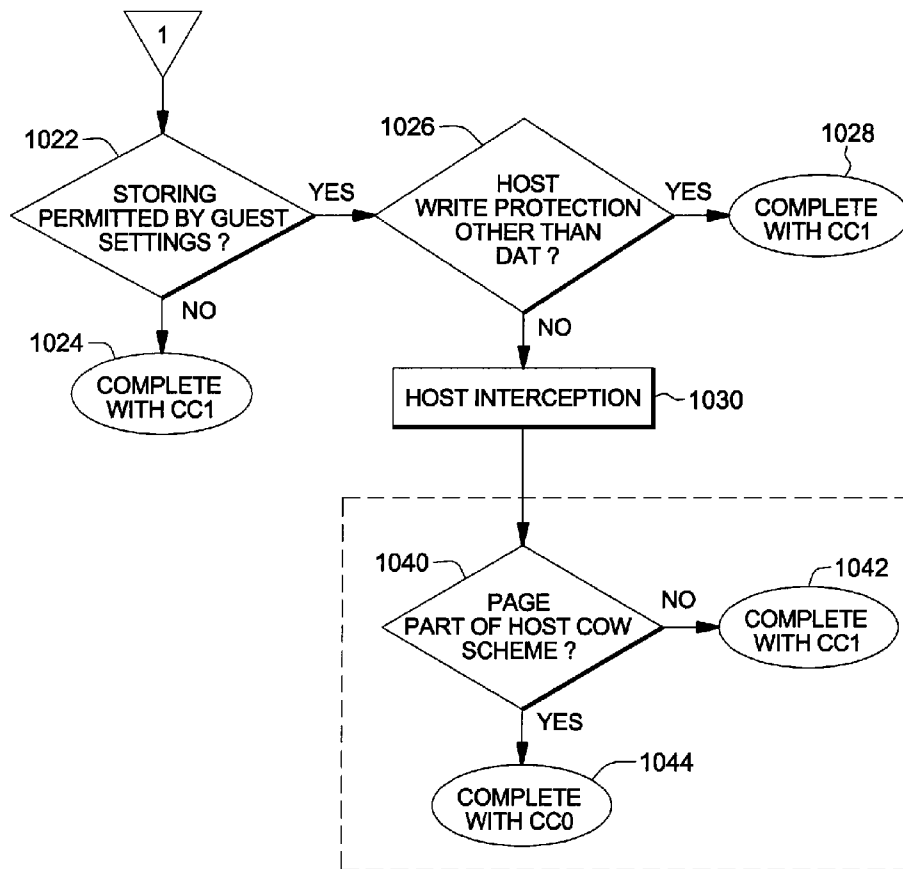 1
1022
STORING
PERMITTED BY GUEST
SETTINGS ?
YES
NO
1024
COMPLETE
WITH CC1
1026
HOST
WRITE PROTECTION
OTHER THAN
DAT ?
YES
NO
1028
COMPLETE
WITH CC1
HOST INTERCEPTION
1030
1040
PAGE
PART OF HOST COW
SCHEME ?
NO
YES
1042
COMPLETE
WITH CC1
1044
COMPLETE
WITH CC0